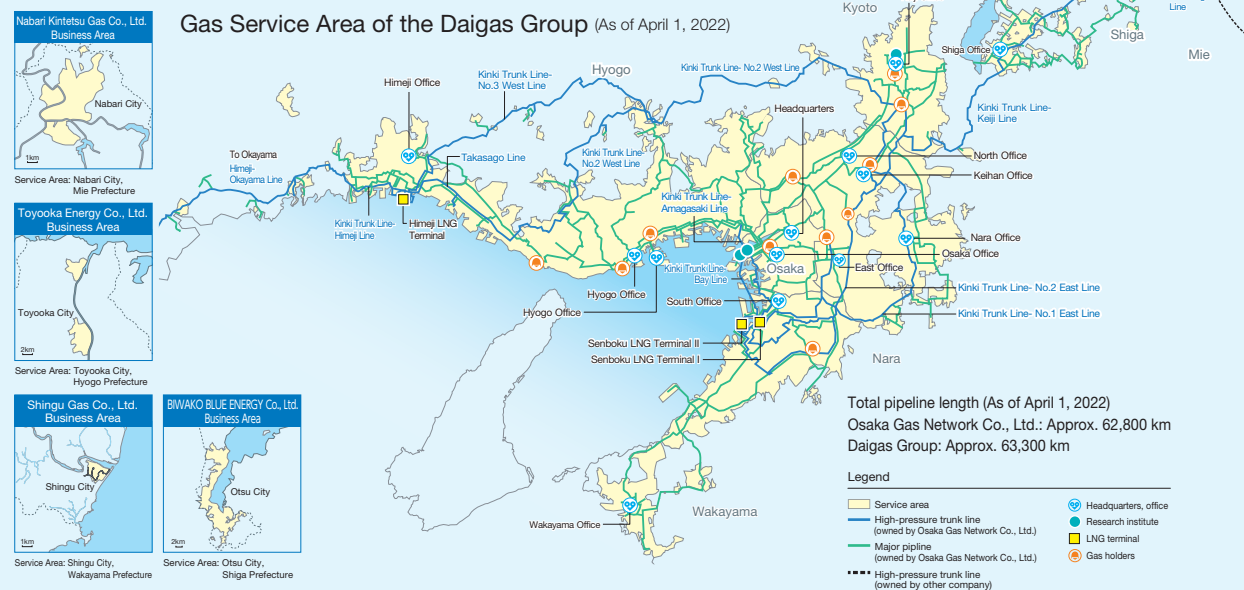 Gas Service Area of the Daigas Group (As of April 1, 2022)
Nabari Kintetsu Gas Co., Ltd.
Business Area
Nabari City
1km
Service Area: Nabari City,
Mie Prefecture
Toyooka Energy Co., Ltd.
Business Area
Toyooka City
2km
Service Area: Toyooka City,
Hyogo Prefecture
Shingu Gas Co., Ltd.
Business Area
Shingu City
1km
Service Area: Shingu City,
Wakayama Prefecture
BIWAKO BLUE ENERGY Co., Ltd.
Business Area
Otsu City
2km
Service Area: Otsu City,
Shiga Prefecture
Kyoto
Line
Shiga Office
Shiga
Mie
Hyogo
Kinki Trunk Line- No.2 West Line
Kinki Trunk Line-
No.3 West Line
Himeji Office
Headquarters
Kinki Trunk Line-
Keiji Line
To Okayama
Himeji-
Okayama Line
Takasago Line
Kinki Trunk Line-
No.2 West Line
North Office
Keihan Office
Kinki Trunk Line-
Amagasaki Line
Kinki Trunk Line-
Himeji Line
Himeji LNG
Terminal
Nara Office
Osaka Office
Osaka
East Office
Kinki Trunk Line-
Bay Line
Hyogo Office
Hyogo Office
South Office
Kinki Trunk Line- No.2 East Line
Kinki Trunk Line- No.1 East Line
Senboku LNG Terminal II
Senboku LNG Terminal I
Nara
Wakayama Office
Wakayama
Total pipeline length (As of April 1, 2022)
Osaka Gas Network Co., Ltd.: Approx. 62,800 km
Daigas Group: Approx. 63,300 km
Legend
Service area
High-pressure trunk line
(owned by Osaka Gas Network Co., Ltd.)
Major pipline
(owned by Osaka Gas Network Co., Ltd.)
High-pressure trunk line
(owned by other company)
Headquarters, office
Research institute
LNG terminal
Gas holders